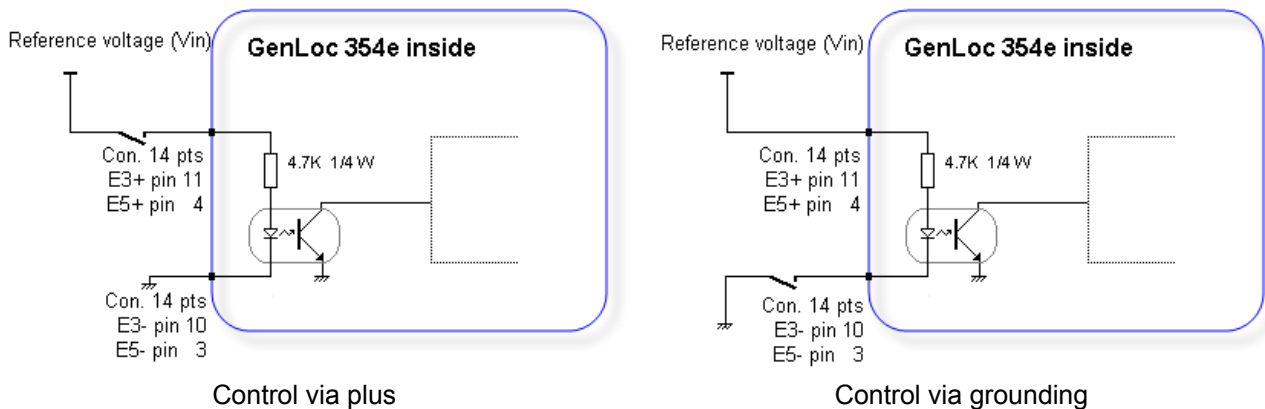 Reference voltage (Vin)
GenLoc 354e inside
Con. 14 pts
E3+ pin 11
E5+ pin 4
4.7K 1/4 W
Con. 14 pts
E3- pin 10
E5- pin 3
Control via plus
Reference voltage (Vin)
GenLoc 354e inside
Con. 14 pts
E3+ pin 11
E5+ pin 4
4.7K 1/4 W
Con. 14 pts
E3- pin 10
E5- pin 3
Control via grounding